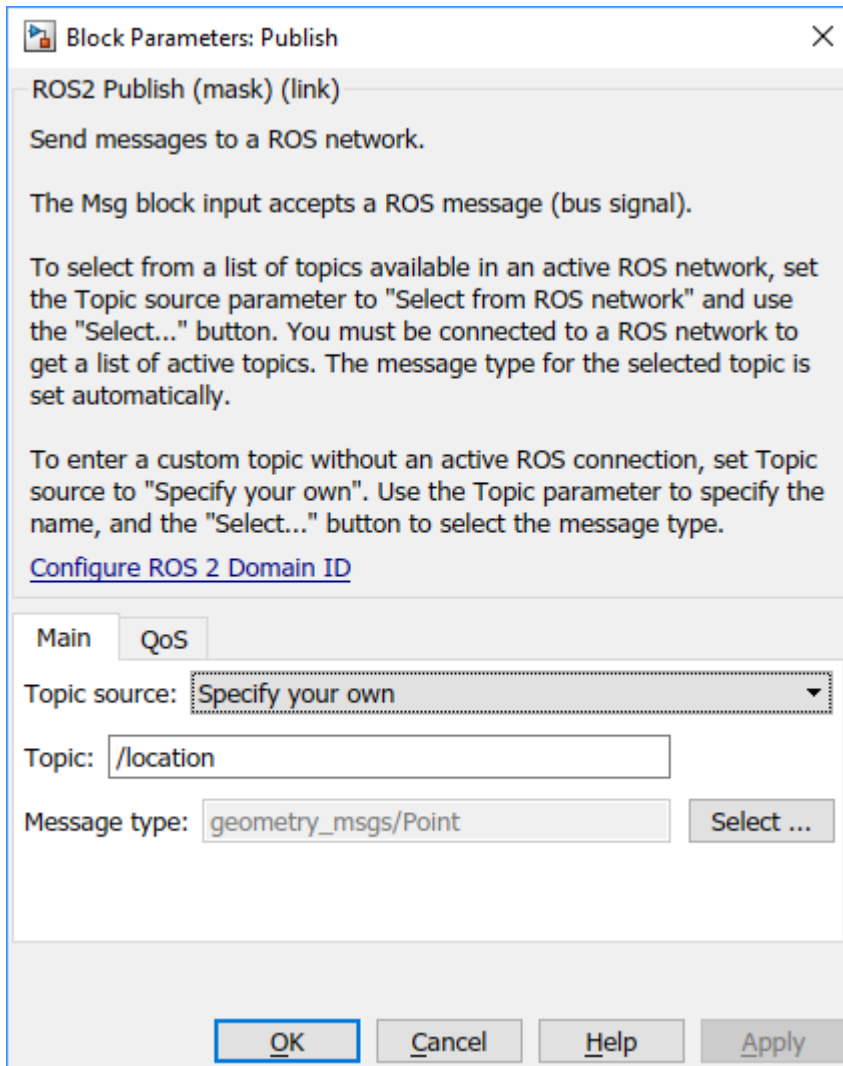 Block Parameters: Publish
ROS2 Publish (mask) (link)
Send messages to a ROS network.
The Msg block input accepts a ROS message (bus signal).
To select from a list of topics available in an active ROS network, set
the Topic source parameter to "Select from ROS network" and use
the "Select..." button. You must be connected to a ROS network to
get a list of active topics. The message type for the selected topic is
set automatically.
To enter a custom topic without an active ROS connection, set Topic
source to "Specify your own". Use the Topic parameter to specify the
name, and the "Select..." button to select the message type.
Configure ROS 2 Domain ID
Main QoS
Topic source: Specify your own
Topic: /location
Message type: geometry_msgs/Point Select ...
OK Cancel Help Apply